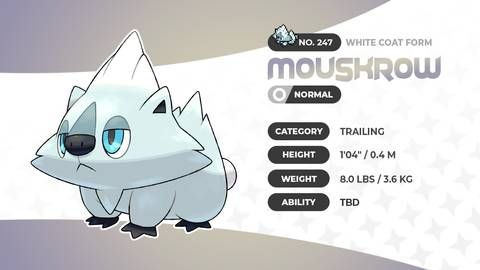 NO. 247 WHITE COAT FORM
MOUSKROW
NORMAL
CATEGORY TRAILING
HEIGHT 1'04" / 0.4 M
WEIGHT 8.0 LBS / 3.6 KG
ABILITY TBD